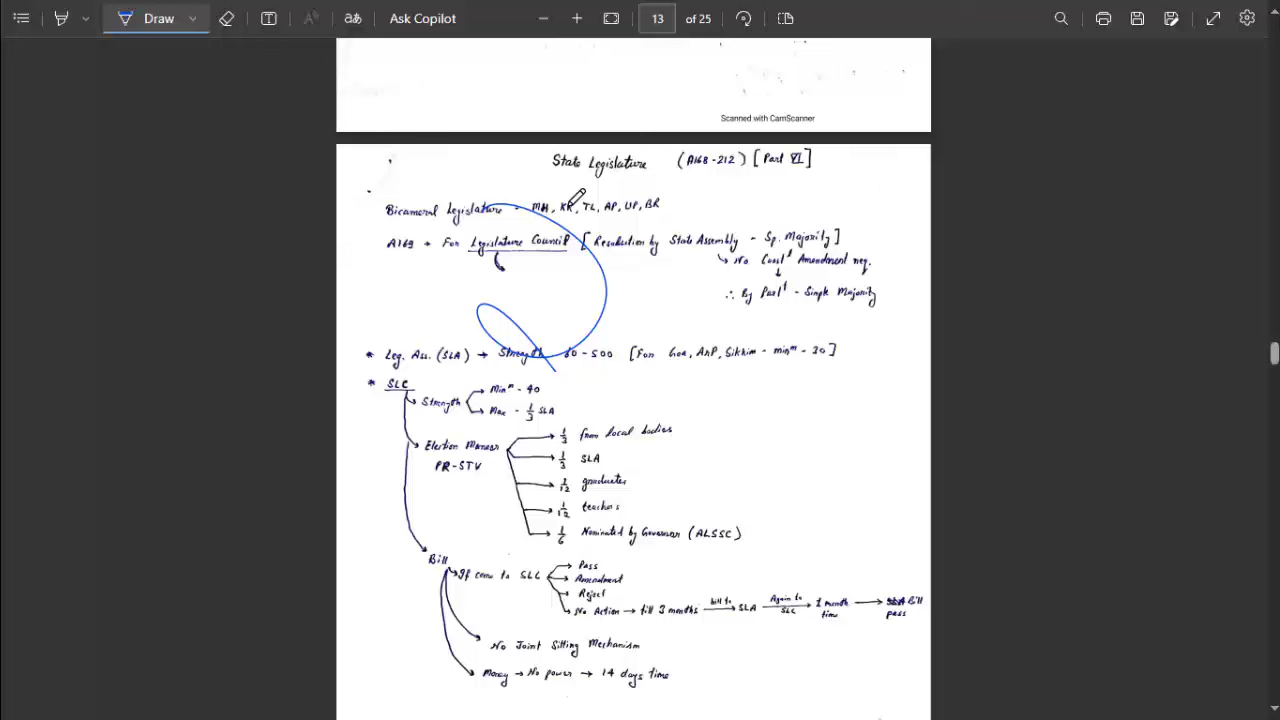 Draw
Ask Copilot
13 of 25
Scanned with CamScanner
State Legislature (A168-212) [Part VI]
Bicameral Legislature - MH, KR, TL, AP, UP, BR
A169 → For Legislature Council [Resolution by State Assembly - Sp. Majority]
↳ No Constl Amendment req.
↓
∴ By Parlt - Simple Majority
* Leg. Ass. (SLA) → Strength 60-500 [For Goa, ArP, Sikkim - minm - 30]
* SLC
Strength → Minm - 40
→ Max - 1/3 SLA
Election Manner → 1/3 from local bodies
PR-STV → 1/3 SLA
→ 1/12 graduates
→ 1/12 teachers
→ 1/6 Nominated by Governor (ALSSC)
Bill
If come to SLC → Pass
→ Amendment
→ Reject
→ No Action → till 3 months bill to → SLA Again to SLC → 1 month time → Bill pass
No Joint Sitting Mechanism
Money → No power → 14 days time